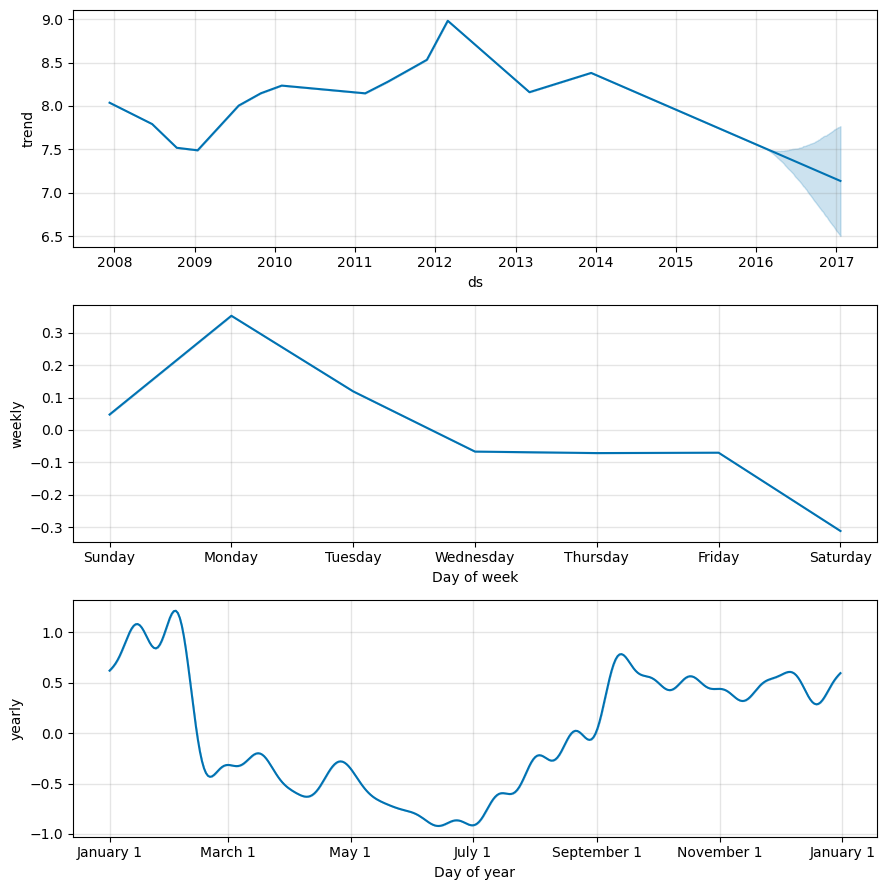 9.0
8.5
8.0
7.5
7.0
6.5
trend
2008 2009 2010 2011 2012 2013 2014 2015 2016 2017
ds
0.3
0.2
0.1
0.0
−0.1
−0.2
−0.3
weekly
Sunday Monday Tuesday Wednesday Thursday Friday Saturday
Day of week
1.0
0.5
0.0
−0.5
−1.0
yearly
January 1 March 1 May 1 July 1 September 1 November 1 January 1
Day of year